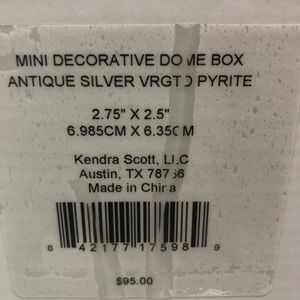 MINI DECORATIVE DOME BOX
ANTIQUE SILVER VRGTD PYRITE
2.75" X 2.5"
6.985CM X 6.35CM
Kendra Scott, LLC
Austin, TX 78756
Made in China
8 42177 17598 9
$95.00